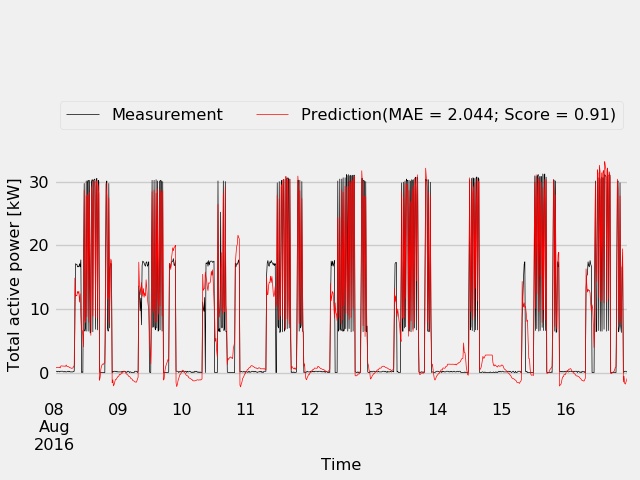 Measurement Prediction(MAE = 2.044; Score = 0.91)
Total active power [kW]
30
20
10
0
08 09 10 11 12 13 14 15 16
Aug
2016
Time